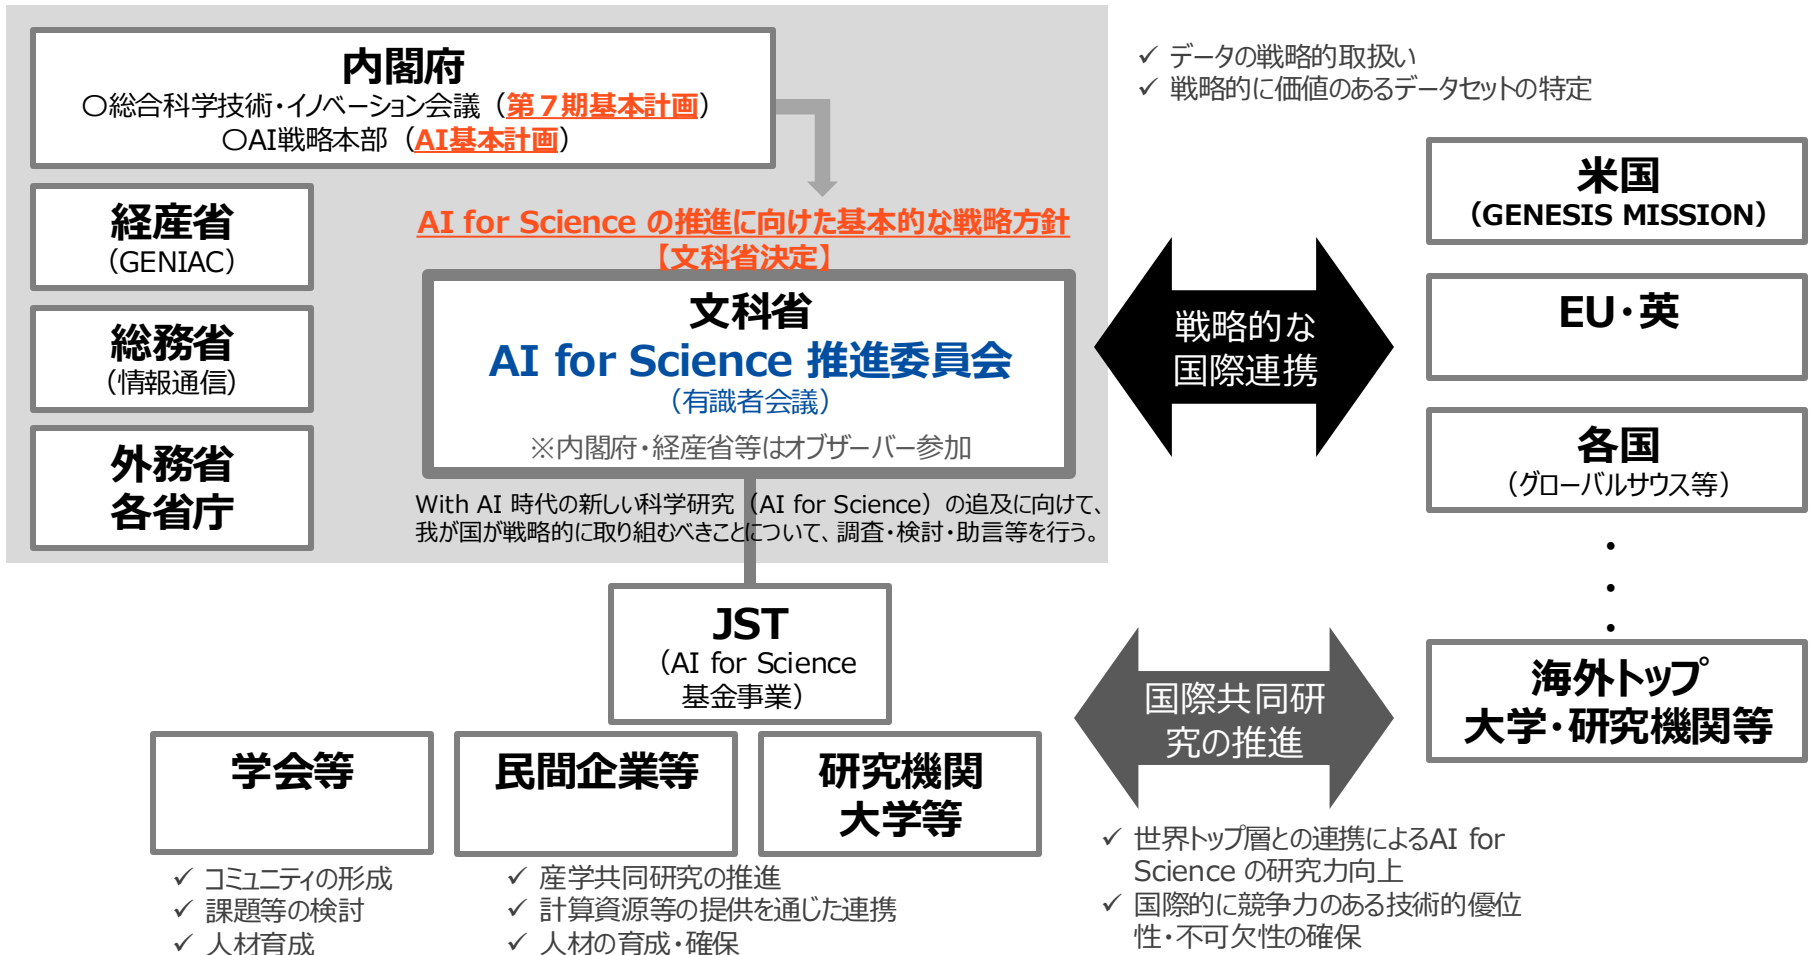 内閣府
〇総合科学技術・イノベーション会議（第７期基本計画）
〇AI戦略本部（AI基本計画）
経産省
（GENIAC）
総務省
（情報通信）
外務省
各省庁
AI for Science の推進に向けた基本的な戦略方針
【文科省決定】
文科省
AI for Science 推進委員会
（有識者会議）
※内閣府・経産省等はオブザーバー参加
With AI 時代の新しい科学研究（AI for Science）の追及に向けて、
我が国が戦略的に取り組むべきことについて、調査・検討・助言等を行う。
✓ データの戦略的取扱い
✓ 戦略的に価値のあるデータセットの特定
戦略的な
国際連携
米国
（GENESIS MISSION）
EU・英
各国
（グローバルサウス等）
・
・
・
海外トップ
大学・研究機関等
JST
（AI for Science
基金事業）
国際共同研
究の推進
学会等
民間企業等
研究機関
大学等
✓ コミュニティの形成
✓ 課題等の検討
✓ 人材育成
✓ 産学共同研究の推進
✓ 計算資源等の提供を通じた連携
✓ 人材の育成・確保
✓ 世界トップ層との連携によるAI for
Science の研究力向上
✓ 国際的に競争力のある技術的優位
性・不可欠性の確保